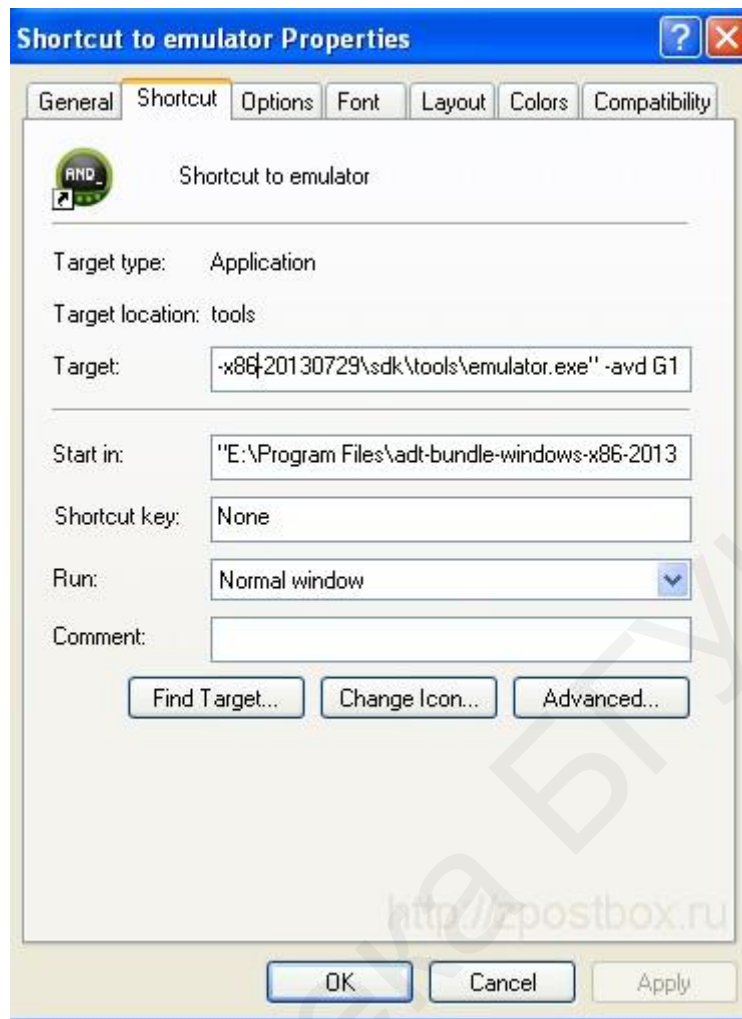 Shortcut to emulator Properties
General Shortcut Options Font Layout Colors Compatibility
AND_
Shortcut to emulator
Target type: Application
Target location: tools
Target: -x86-20130729\sdk\tools\emulator.exe" -avd G1
Start in: "E:\Program Files\adt-bundle-windows-x86-2013
Shortcut key: None
Run: Normal window
Comment:
Find Target... Change Icon... Advanced...
http://zpostbox.ru
OK Cancel Apply